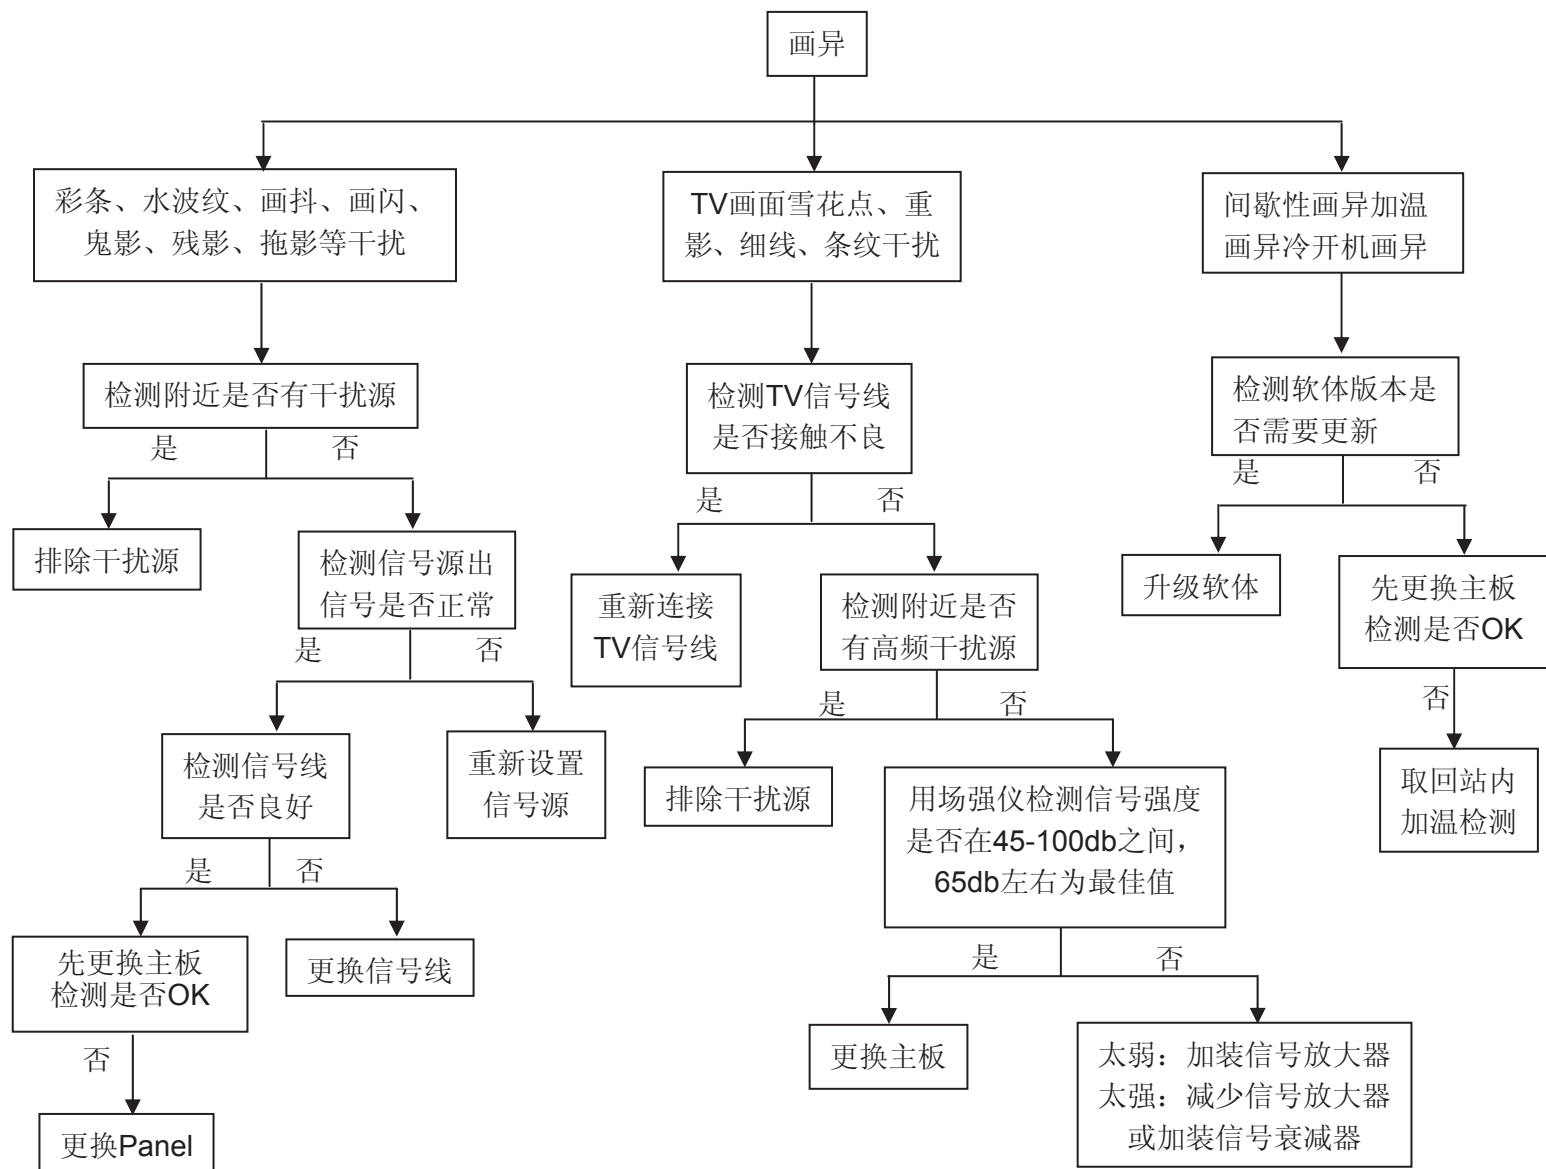 画异
彩条、水波纹、画抖、画闪、
鬼影、残影、拖影等干扰
TV画面雪花点、重
影、细线、条纹干扰
间歇性画异加温
画异冷开机画异
检测附近是否有干扰源
检测TV信号线
是否接触不良
检测软体版本是
否需要更新
是
否
是
否
是
否
排除干扰源
检测信号源出
信号是否正常
重新连接
TV信号线
检测附近是否
有高频干扰源
升级软体
先更换主板
检测是否OK
是
否
是
否
否
检测信号线
是否良好
重新设置
信号源
排除干扰源
用场强仪检测信号强度
是否在45-100db之间，
65db左右为最佳值
取回站内
加温检测
是
否
是
否
先更换主板
检测是否OK
更换信号线
更换主板
太弱：加装信号放大器
太强：减少信号放大器
或加装信号衰减器
否
更换Panel